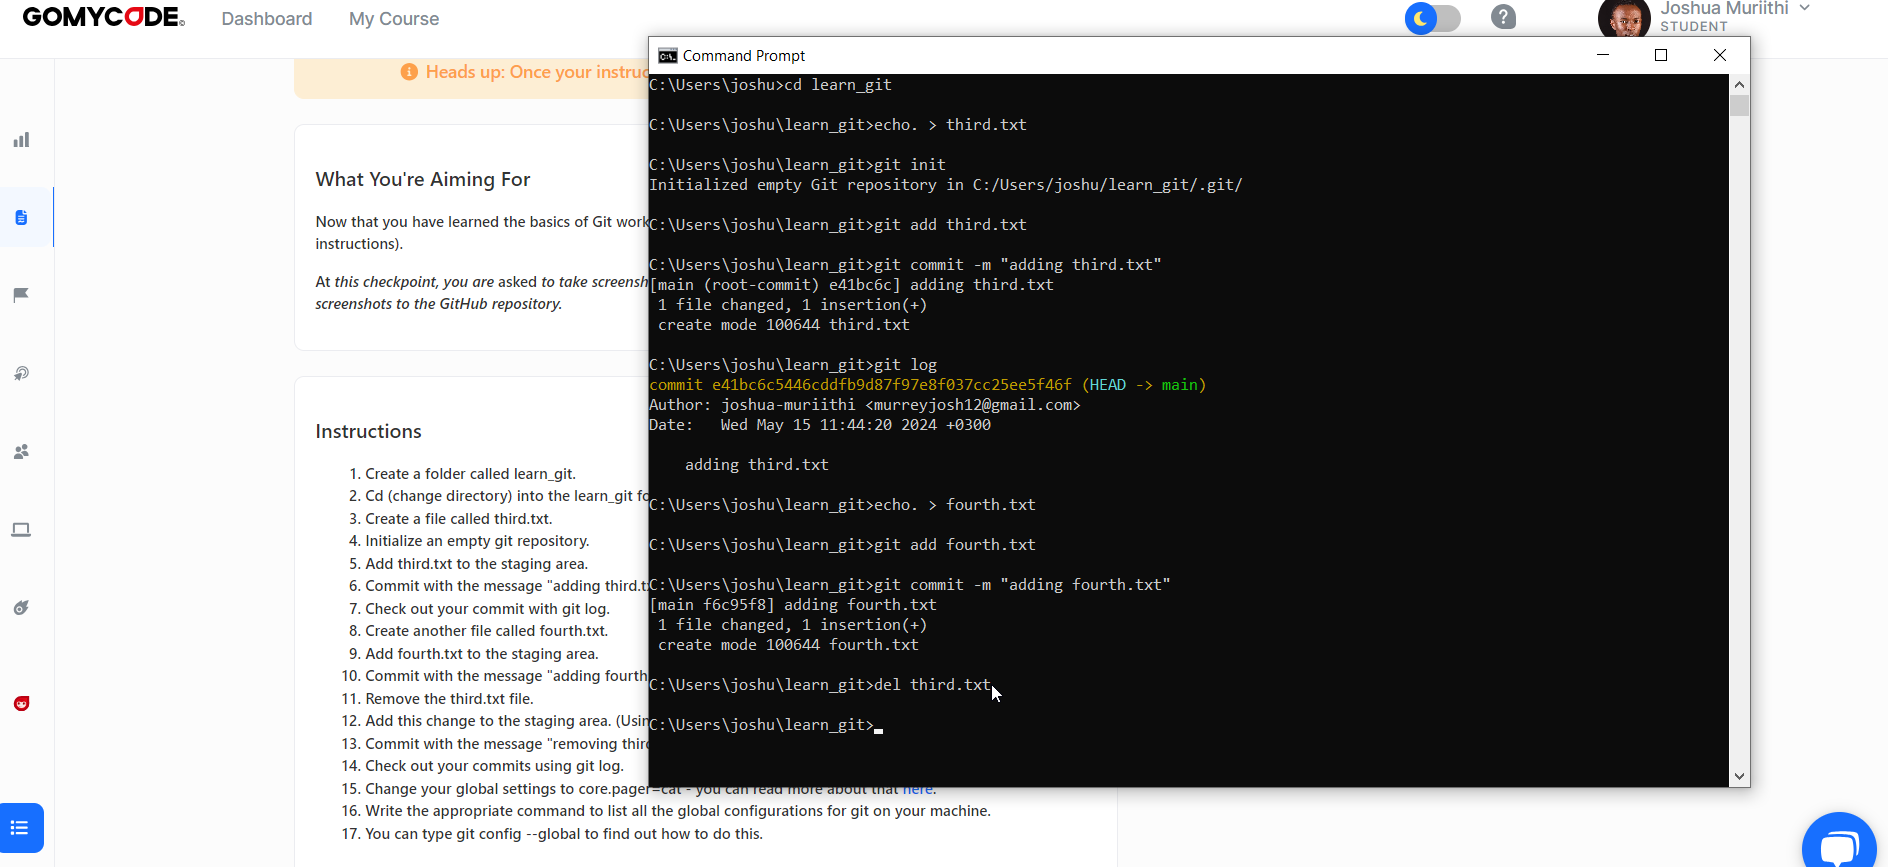 GOMYCODE
Dashboard
My Course
?
Joshua Muriithi
STUDENT
Heads up: Once your instruc
What You're Aiming For
Now that you have learned the basics of Git work
instructions).
At this checkpoint, you are asked to take screensh
screenshots to the GitHub repository.
Instructions
1. Create a folder called learn_git.
2. Cd (change directory) into the learn_git fo
3. Create a file called third.txt.
4. Initialize an empty git repository.
5. Add third.txt to the staging area.
6. Commit with the message "adding third.t
7. Check out your commit with git log.
8. Create another file called fourth.txt.
9. Add fourth.txt to the staging area.
10. Commit with the message "adding fourth
11. Remove the third.txt file.
12. Add this change to the staging area. (Usin
13. Commit with the message "removing thir
14. Check out your commits using git log.
15. Change your global settings to core.pager=cat - you can read more about that here.
16. Write the appropriate command to list all the global configurations for git on your machine.
17. You can type git config --global to find out how to do this.
Command Prompt
C:\Users\joshu>cd learn_git
C:\Users\joshu\learn_git>echo. > third.txt
C:\Users\joshu\learn_git>git init
Initialized empty Git repository in C:/Users/joshu/learn_git/.git/
C:\Users\joshu\learn_git>git add third.txt
C:\Users\joshu\learn_git>git commit -m "adding third.txt"
[main (root-commit) e41bc6c] adding third.txt
 1 file changed, 1 insertion(+)
 create mode 100644 third.txt
C:\Users\joshu\learn_git>git log
commit e41bc6c5446cddfb9d87f97e8f037cc25ee5f46f (HEAD -> main)
Author: joshua-muriithi <murreyjosh12@gmail.com>
Date:   Wed May 15 11:44:20 2024 +0300
    adding third.txt
C:\Users\joshu\learn_git>echo. > fourth.txt
C:\Users\joshu\learn_git>git add fourth.txt
C:\Users\joshu\learn_git>git commit -m "adding fourth.txt"
[main f6c95f8] adding fourth.txt
 1 file changed, 1 insertion(+)
 create mode 100644 fourth.txt
C:\Users\joshu\learn_git>del third.txt
C:\Users\joshu\learn_git>